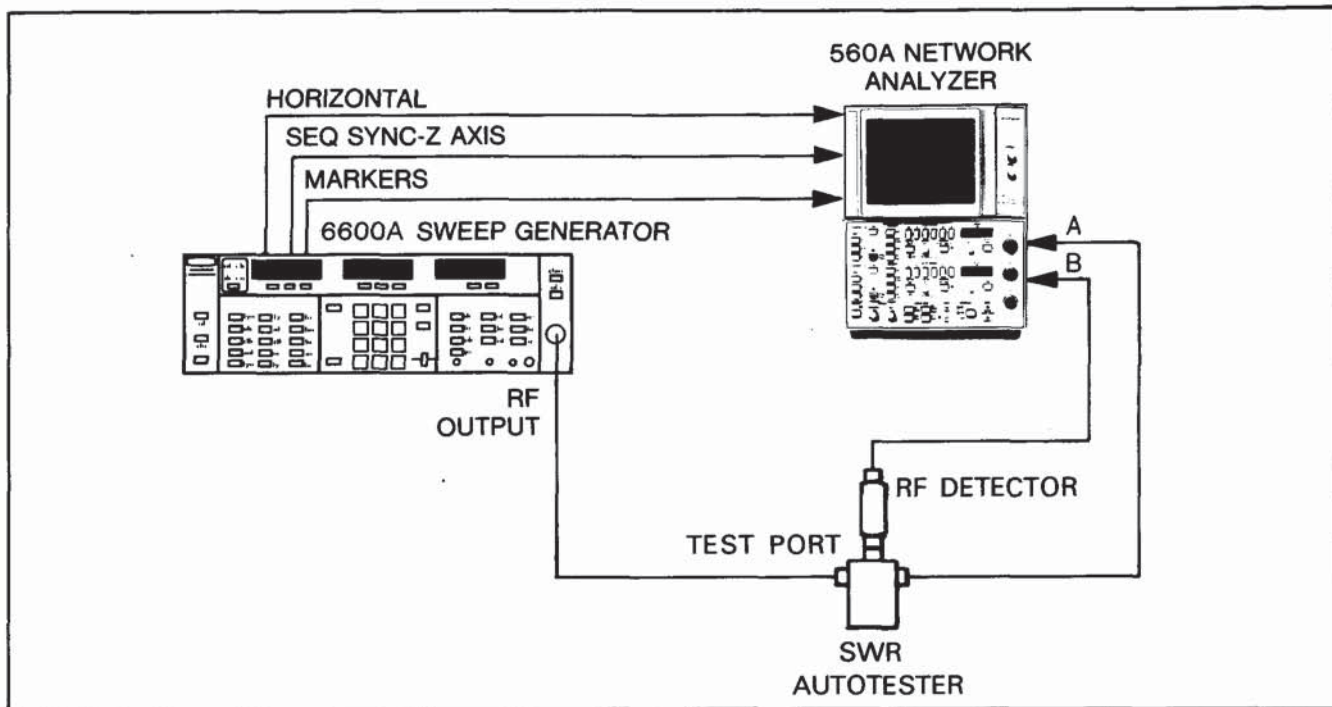 560A NETWORK
ANALYZER
HORIZONTAL
SEQ SYNC-Z AXIS
MARKERS
6600A SWEEP GENERATOR
A
B
RF
OUTPUT
RF DETECTOR
TEST PORT
SWR
AUTOTESTER